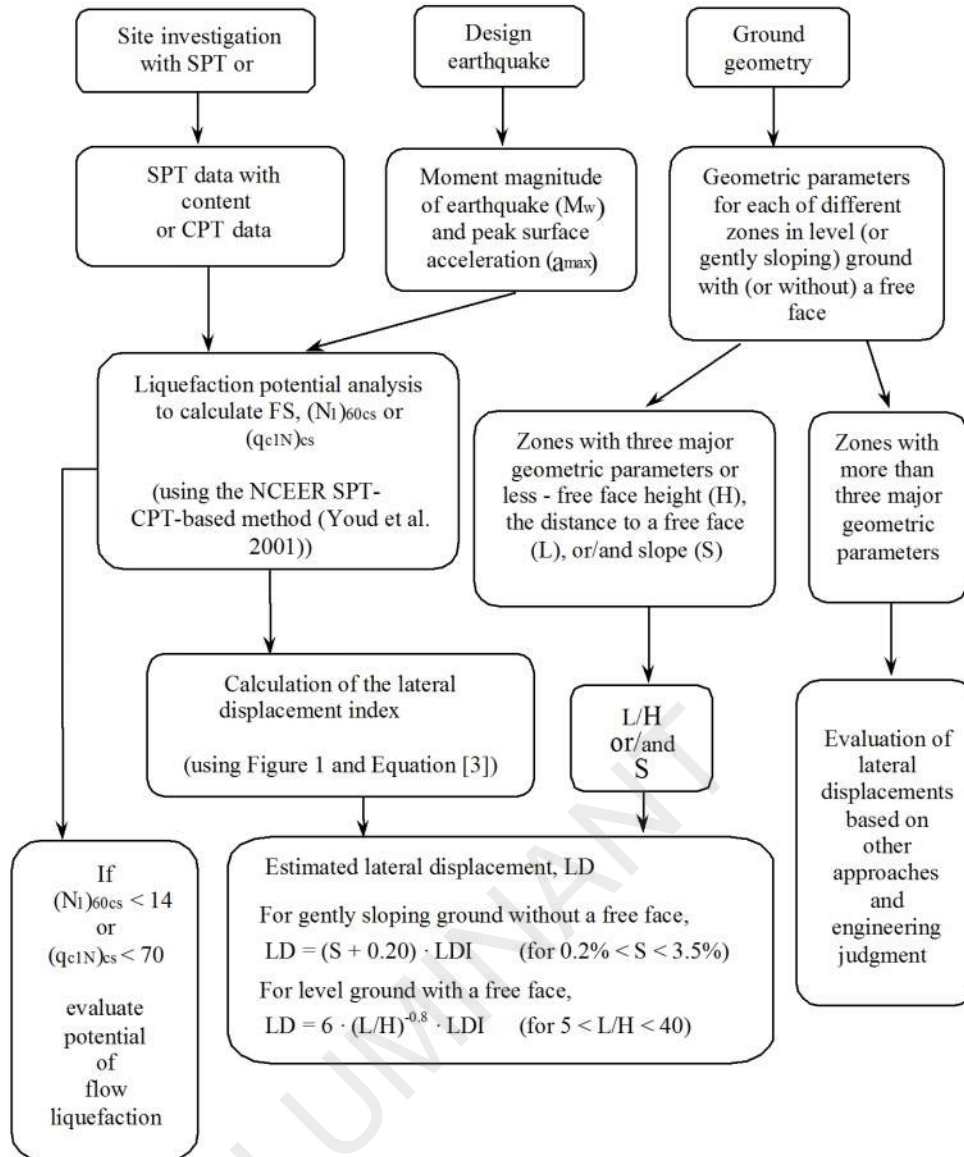 Site investigation
with SPT or
Design
earthquake
Ground
geometry
SPT data with
content
or CPT data
Moment magnitude
of earthquake (Mw)
and peak surface
acceleration (amax)
Geometric parameters
for each of different
zones in level (or
gently sloping) ground
with (or without) a free
face
Liquefaction potential analysis
to calculate FS, (N1)60cs or
(qc1N)cs
(using the NCEER SPT-
CPT-based method (Youd et al.
2001))
Zones with three major
geometric parameters or
less - free face height (H),
the distance to a free face
(L), or/and slope (S)
Zones with
more than
three major
geometric
parameters
Calculation of the lateral
displacement index
(using Figure 1 and Equation [3])
L/H
or/and
S
Evaluation of
lateral
displacements
based on
other
approaches
and
engineering
judgment
If
(N1)60cs < 14
or
(qc1N)cs < 70
evaluate
potential
of
flow
liquefaction
Estimated lateral displacement, LD
For gently sloping ground without a free face,
LD = (S + 0.20) · LDI (for 0.2% < S < 3.5%)
For level ground with a free face,
LD = 6 · (L/H)^-0.8 · LDI (for 5 < L/H < 40)